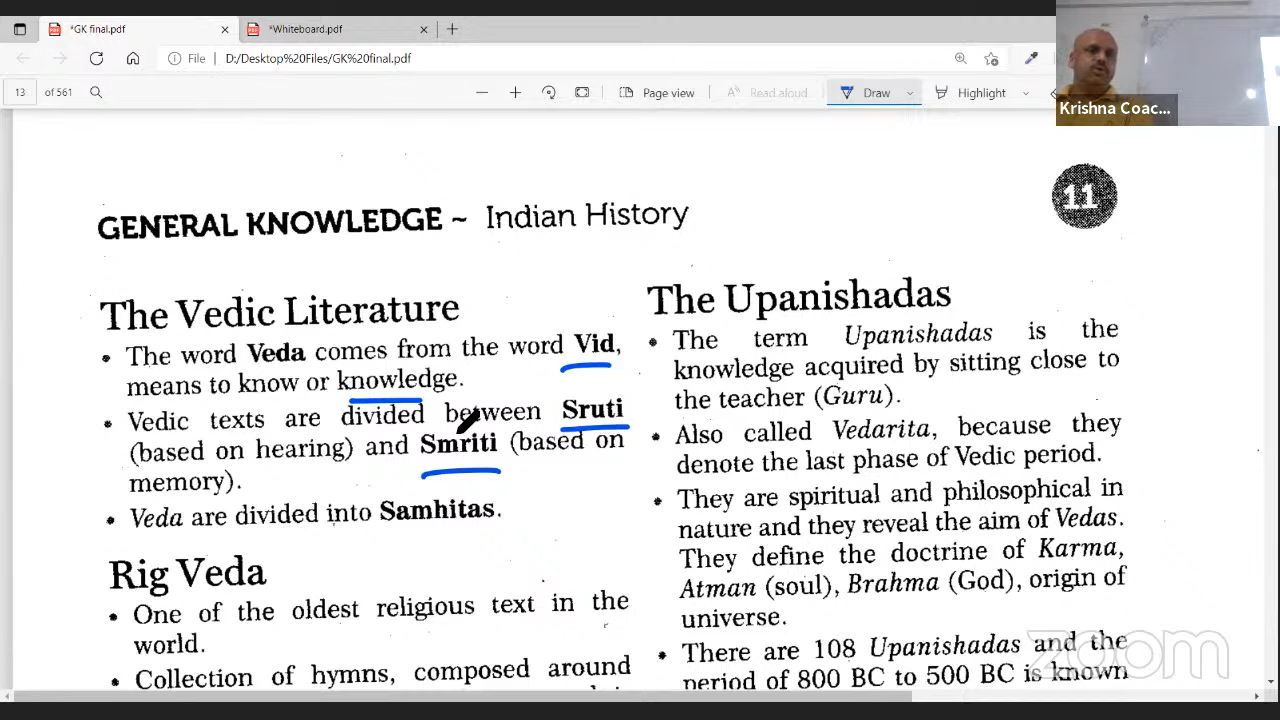 *GK final.pdf
*Whiteboard.pdf
File
D:/Desktop%20Files/GK%20final.pdf
13 of 561
Page view
Read aloud
Draw
Highlight
Krishna Coac...
11
GENERAL KNOWLEDGE ~ Indian History
The Vedic Literature
• The word Veda comes from the word Vid,
means to know or knowledge.
• Vedic texts are divided between Sruti
(based on hearing) and Smriti (based on
memory).
• Veda are divided into Samhitas.
Rig Veda
• One of the oldest religious text in the
world.
• Collection of hymns, composed around
The Upanishadas
• The term Upanishadas is the
knowledge acquired by sitting close to
the teacher (Guru).
• Also called Vedarita, because they
denote the last phase of Vedic period.
• They are spiritual and philosophical in
nature and they reveal the aim of Vedas.
They define the doctrine of Karma,
Atman (soul), Brahma (God), origin of
universe.
• There are 108 Upanishadas and the
period of 800 BC to 500 BC is known
zoom